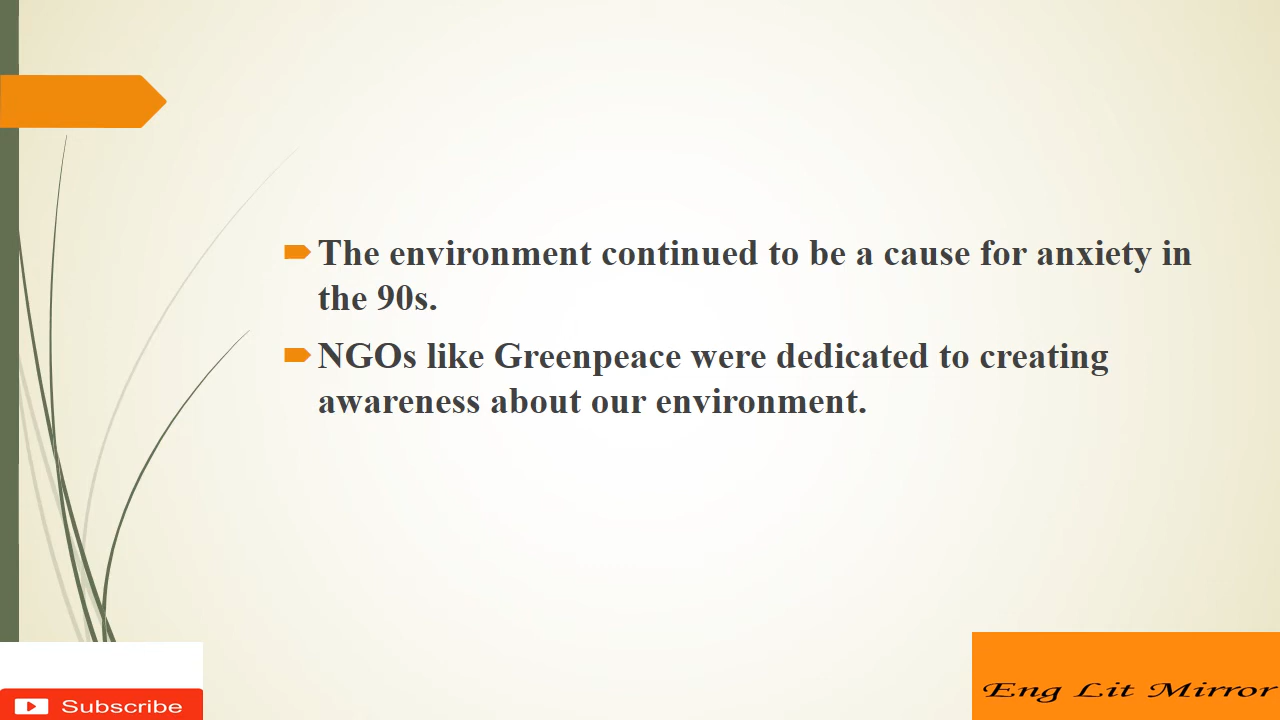 The environment continued to be a cause for anxiety in
the 90s.
NGOs like Greenpeace were dedicated to creating
awareness about our environment.
Subscribe
Eng Lit Mirror